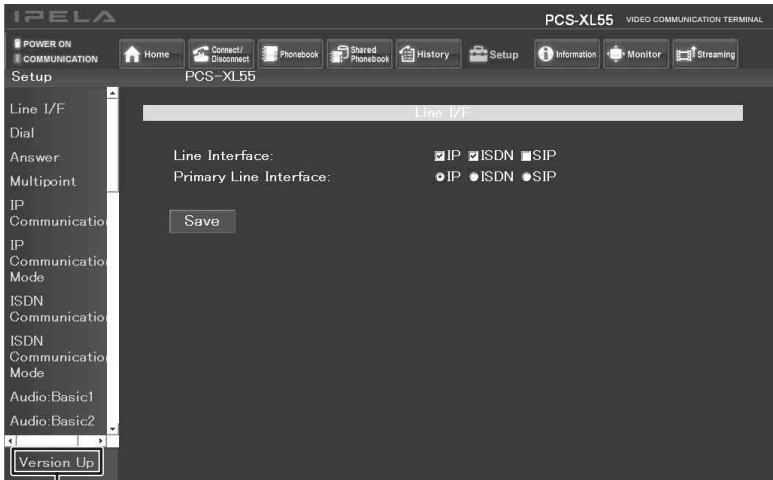 IPELA
PCS-XL55 VIDEO COMMUNICATION TERMINAL
POWER ON
COMMUNICATION
Home
Connect/
Disconnect
Phonebook
Shared
Phonebook
History
Setup
Information
Monitor
Streaming
Setup PCS-XL55
Line I/F
Dial
Answer
Multipoint
IP
Communicatio
IP
Communicatio
Mode
ISDN
Communicatio
ISDN
Communicatio
Mode
Audio:Basic1
Audio:Basic2
Version Up
Line I/F
Line Interface: IP ISDN SIP
Primary Line Interface: IP ISDN SIP
Save